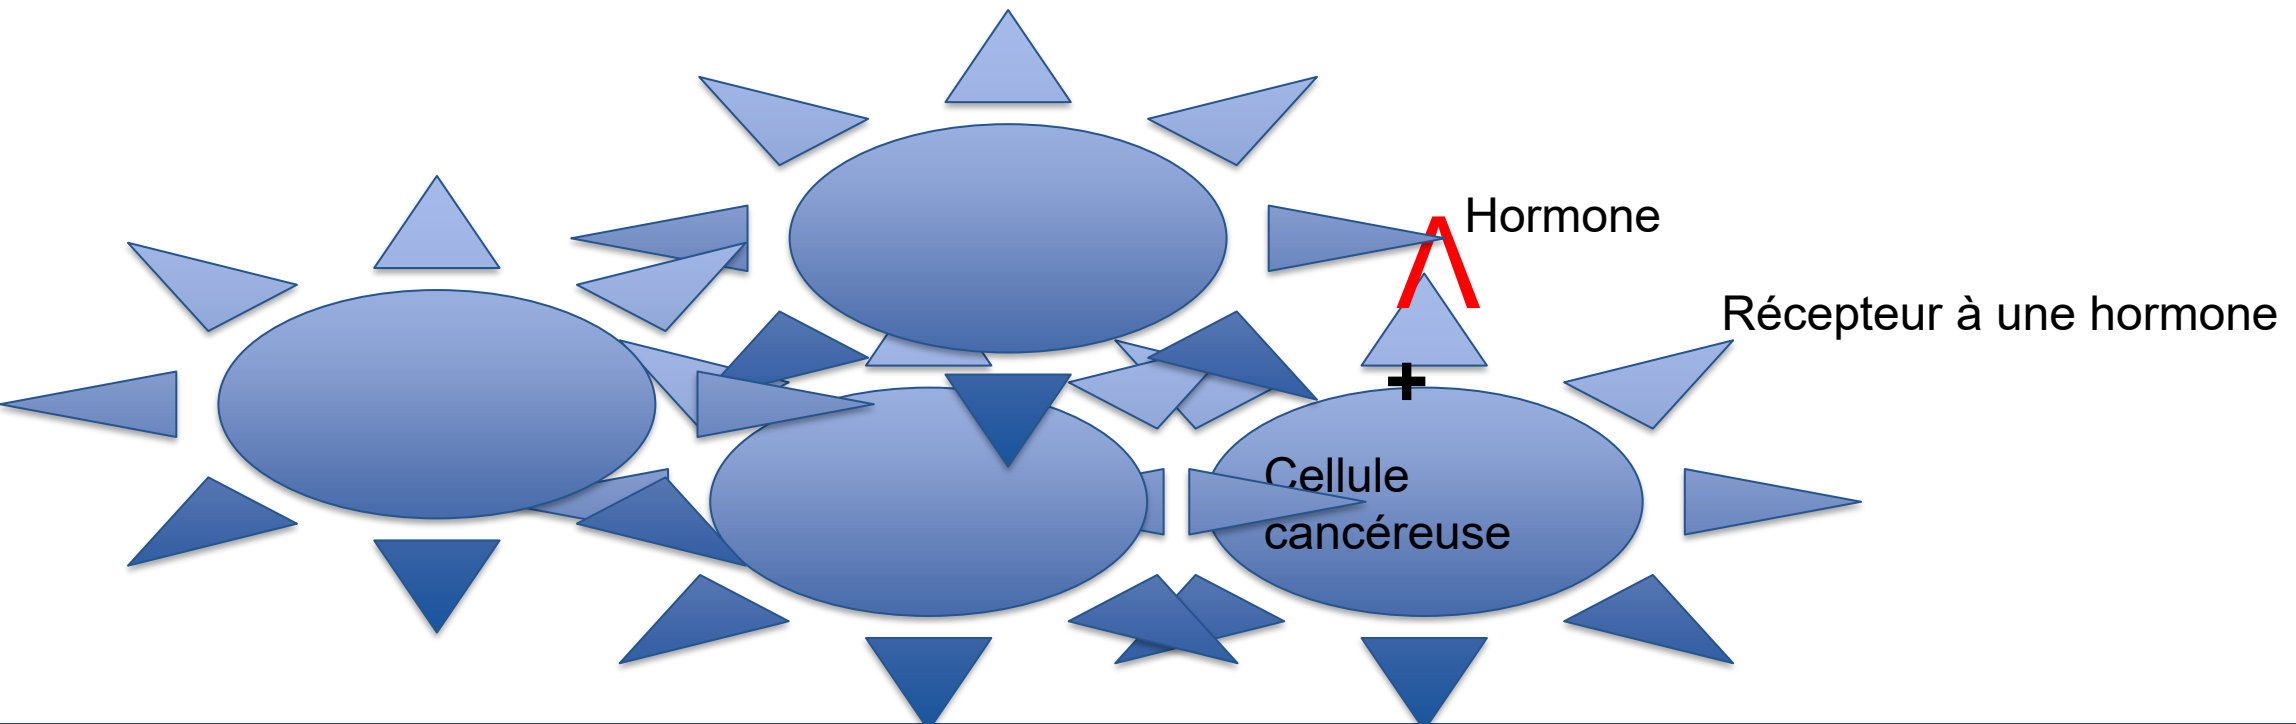 Hormone
Récepteur à une hormone
+
Cellule
cancéreuse